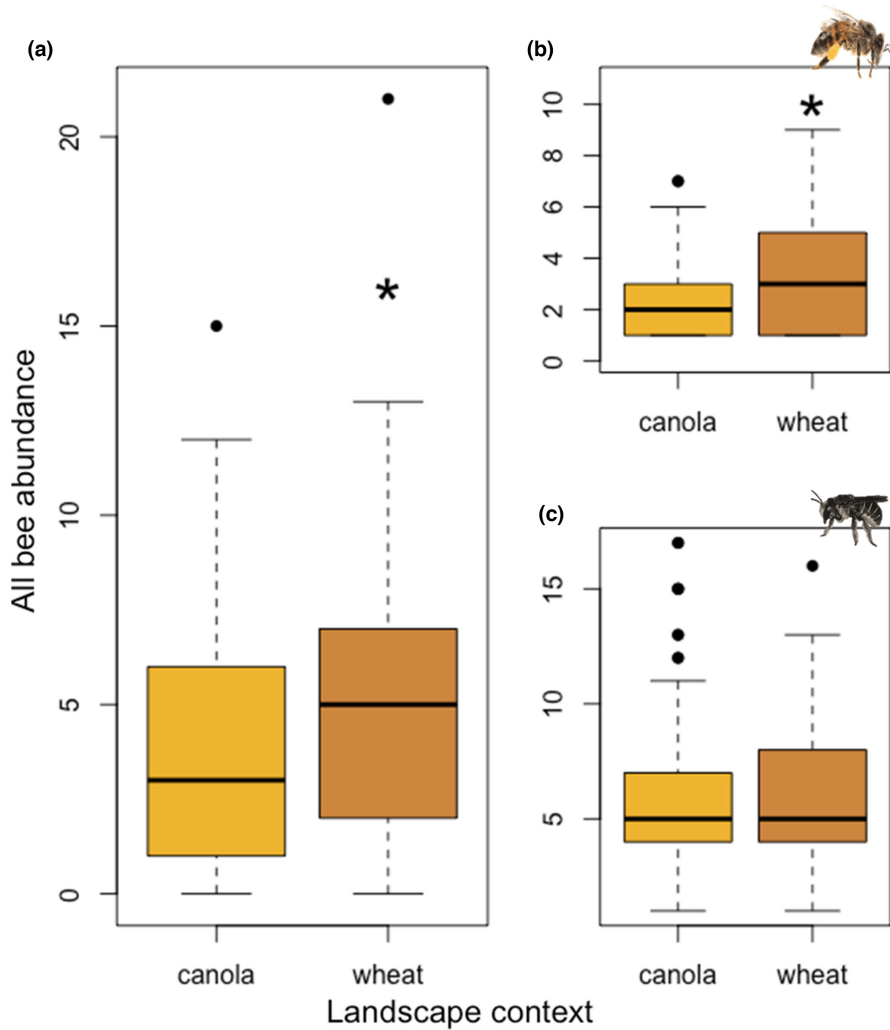 (a)
All bee abundance
20
15
10
5
0
*
canola
wheat
(b)
10
8
6
4
2
0
*
canola
wheat
(c)
15
10
5
canola
wheat
Landscape context